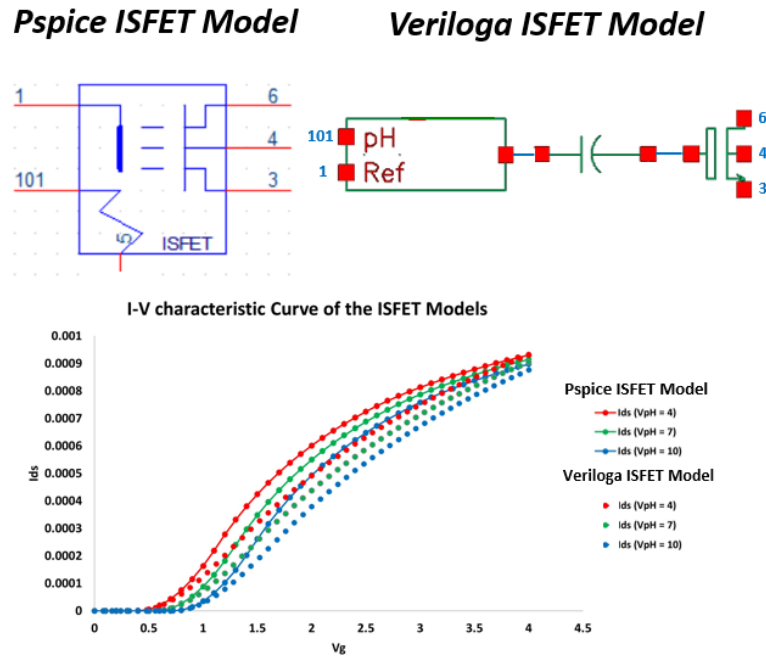 Pspice ISFET Model
Veriloga ISFET Model
1
6
4
101
3
5
ISFET
101
pH
1
Ref
6
4
3
I-V characteristic Curve of the ISFET Models
0.001
0.0009
0.0008
0.0007
0.0006
0.0005
0.0004
0.0003
0.0002
0.0001
0
Ids
0 0.5 1 1.5 2 2.5 3 3.5 4 4.5
Vg
Pspice ISFET Model
Ids (VpH = 4)
Ids (VpH = 7)
Ids (VpH = 10)
Veriloga ISFET Model
Ids (VpH = 4)
Ids (VpH = 7)
Ids (VpH = 10)